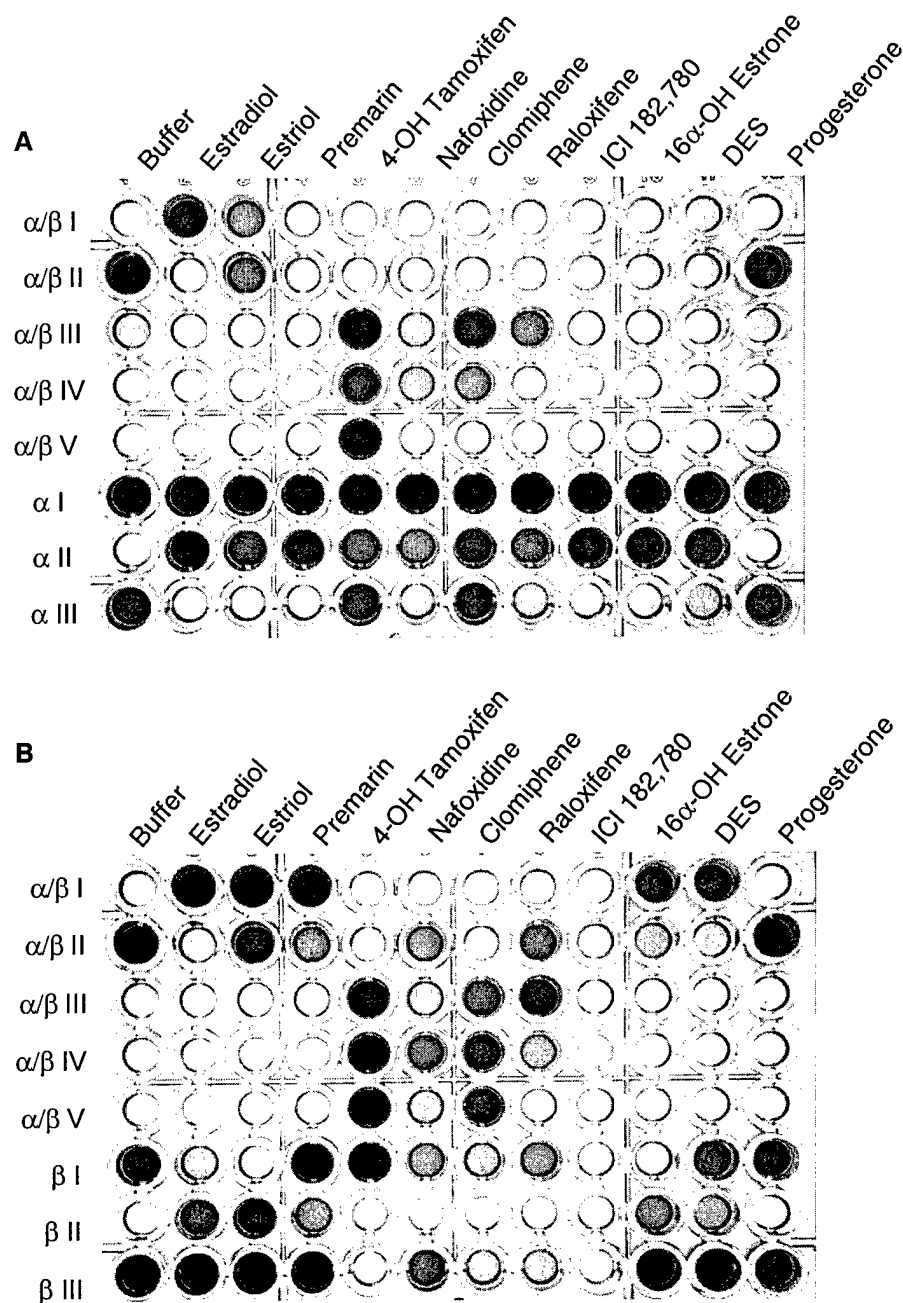 A
Buffer
Estradiol
Estriol
Premarin
4-OH Tamoxifen
Nafoxidine
Clomiphene
Raloxifene
ICI 182,780
16α-OH Estrone
DES
Progesterone
α/β I
α/β II
α/β III
α/β IV
α/β V
α I
α II
α III
B
Buffer
Estradiol
Estriol
Premarin
4-OH Tamoxifen
Nafoxidine
Clomiphene
Raloxifene
ICI 182,780
16α-OH Estrone
DES
Progesterone
α/β I
α/β II
α/β III
α/β IV
α/β V
β I
β II
β III